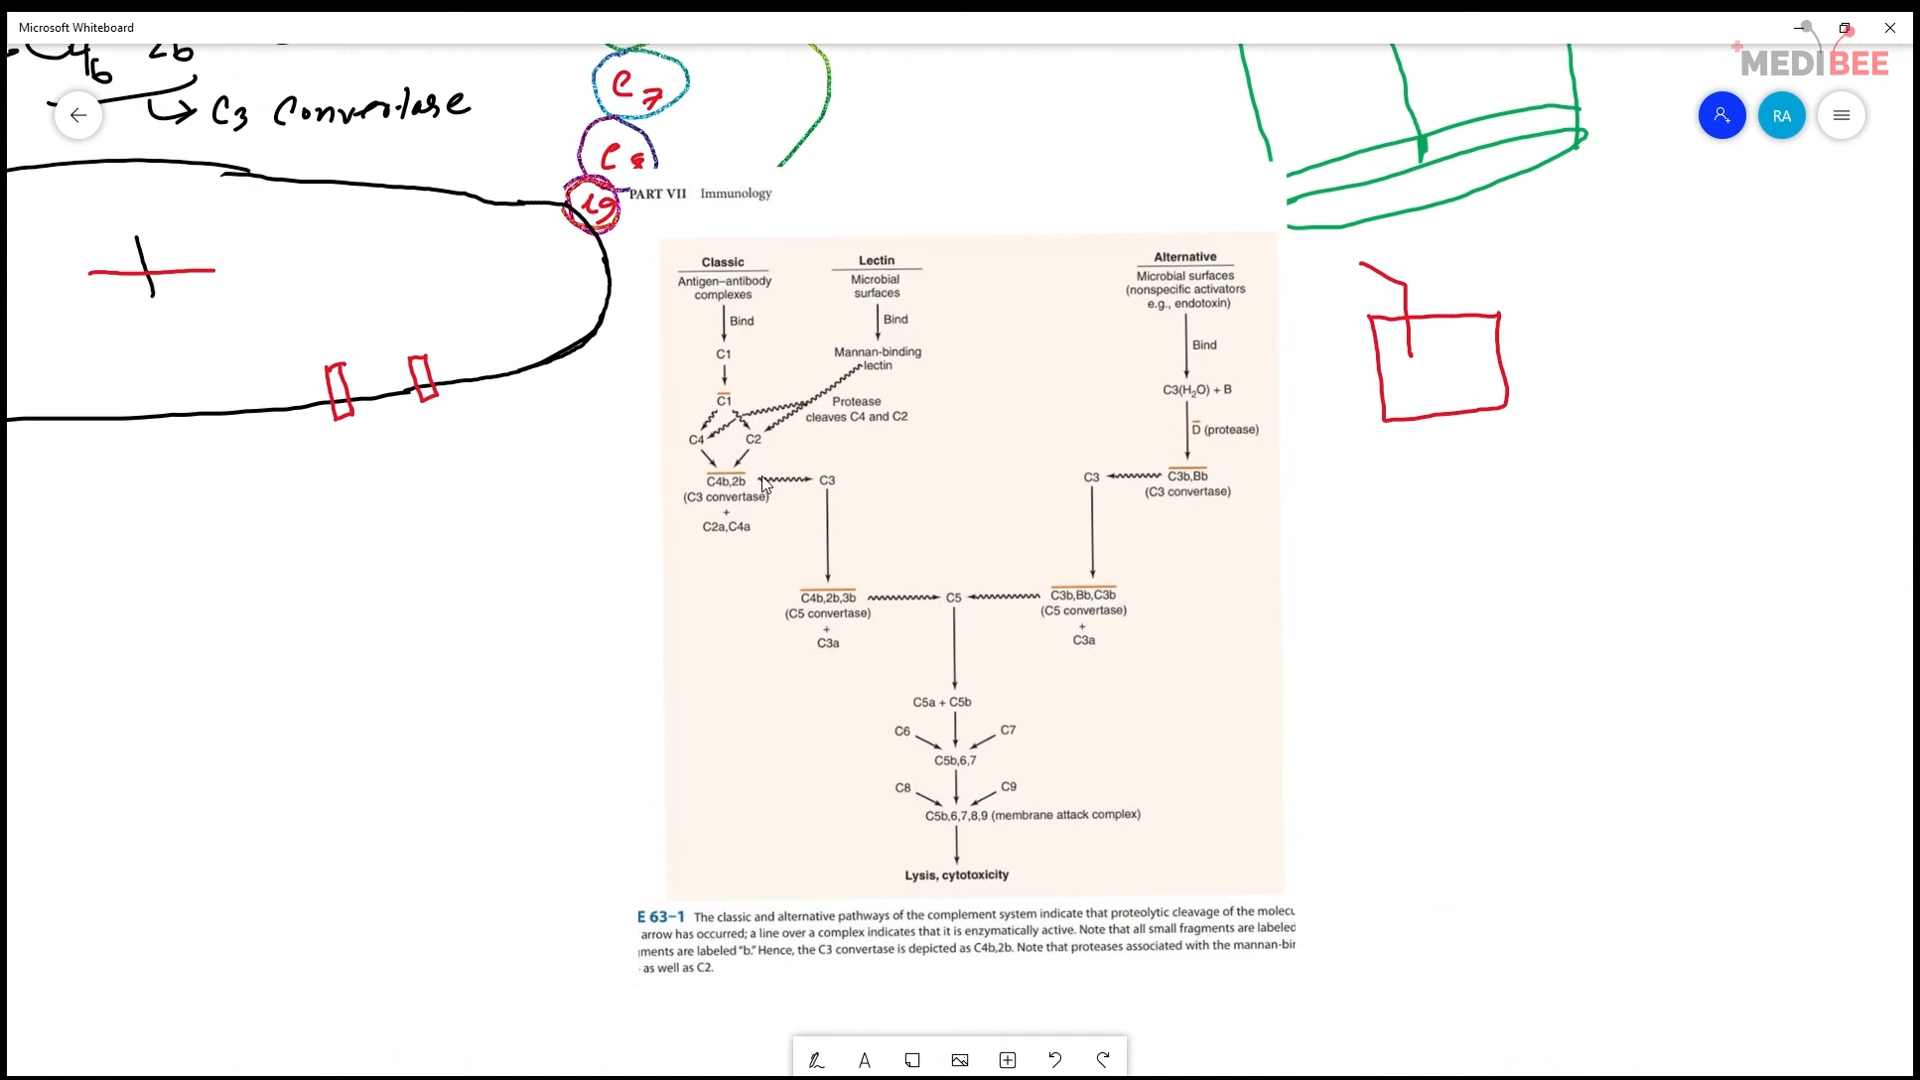 Microsoft Whiteboard
MEDIBEE
RA
C4b 2b
C3 Convertase
C7
C8
C9
PART VII Immunology
Classic
Antigen–antibody
complexes
Bind
C1
C1
C4
C2
C4b,2b
(C3 convertase)
+
C2a,C4a
Lectin
Microbial
surfaces
Bind
Mannan-binding
lectin
Protease
cleaves C4 and C2
C3
C4b,2b,3b
(C5 convertase)
+
C3a
Alternative
Microbial surfaces
(nonspecific activators
e.g., endotoxin)
Bind
C3(H₂O) + B
D̅ (protease)
C3b,Bb
(C3 convertase)
C3
C3b,Bb,C3b
(C5 convertase)
+
C3a
C5
C5a + C5b
C6
C7
C5b,6,7
C8
C9
C5b,6,7,8,9 (membrane attack complex)
Lysis, cytotoxicity
E 63–1 The classic and alternative pathways of the complement system indicate that proteolytic cleavage of the molecu
arrow has occurred; a line over a complex indicates that it is enzymatically active. Note that all small fragments are labeled
ments are labeled "b." Hence, the C3 convertase is depicted as C4b,2b. Note that proteases associated with the mannan-bin
as well as C2.